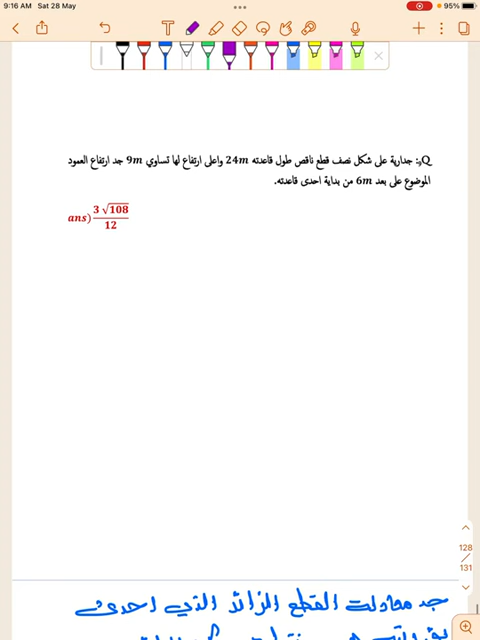 9:16 AM Sat 28 May
95%
Q: جدارية على شكل نصف قطع ناقص طول قاعدته 24m واعلى ارتفاع لها تساوي 9m جد ارتفاع العمود
الموضوع على بعد 6m من بداية احدى قاعدته.
ans) 3 √108 / 12
128
/
131
جد معادلة القطع الزائد الذي احدى